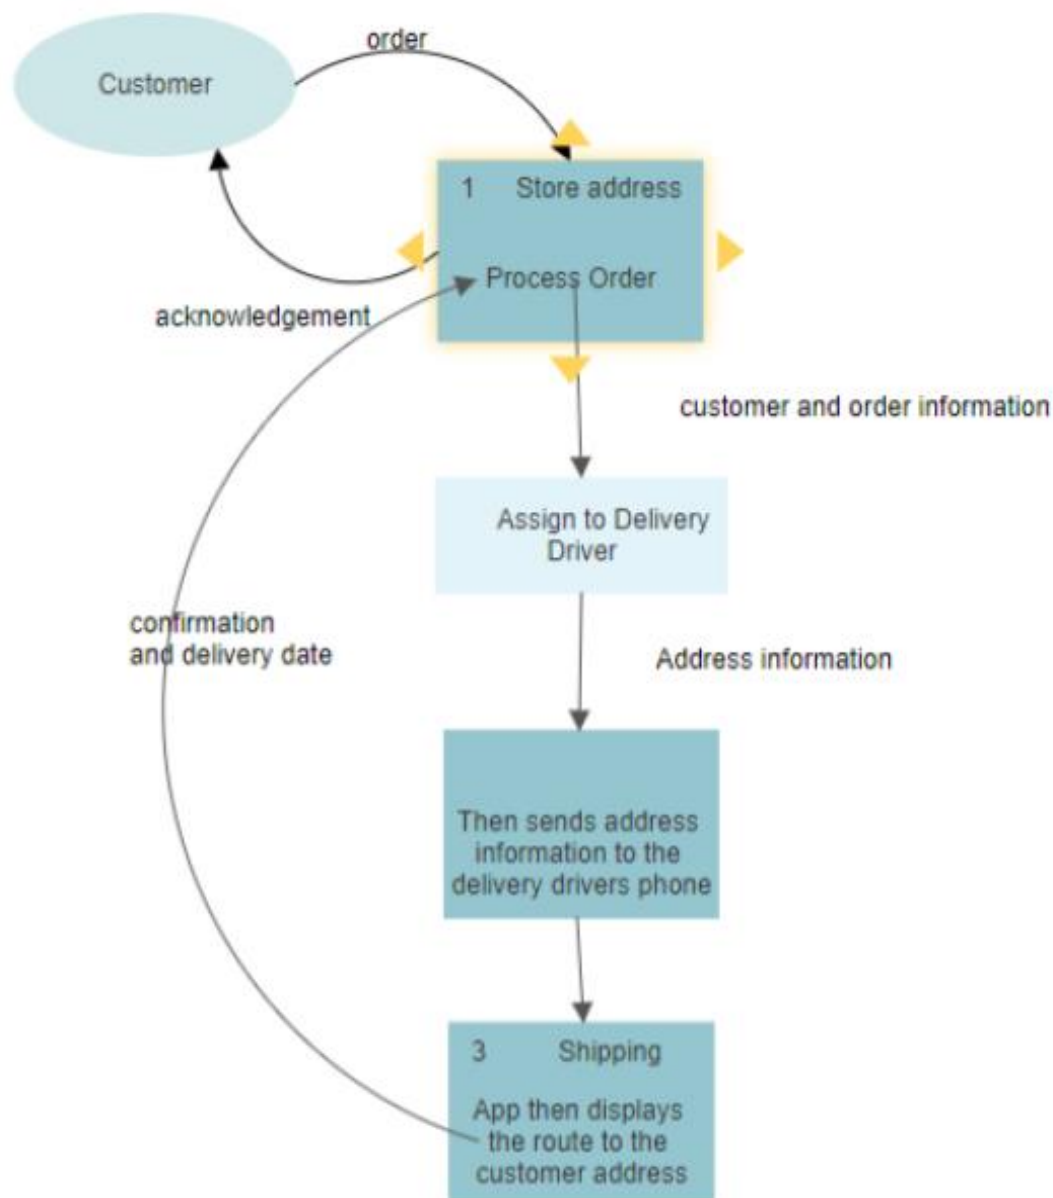 order
Customer
1 Store address
Process Order
acknowledgement
customer and order information
Assign to Delivery
Driver
confirmation
and delivery date
Address information
Then sends address
information to the
delivery drivers phone
3 Shipping
App then displays
the route to the
customer address